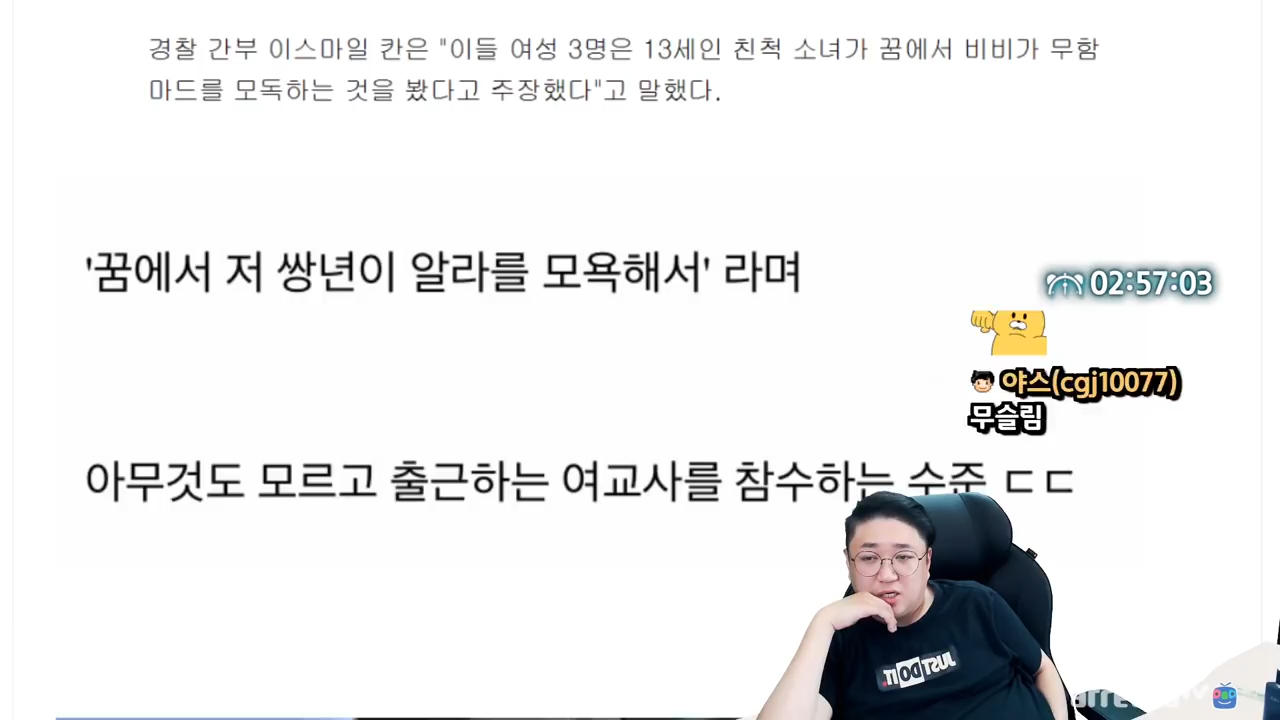 경찰 간부 이스마일 칸은 "이들 여성 3명은 13세인 친척 소녀가 꿈에서 비비가 무함
마드를 모독하는 것을 봤다고 주장했다"고 말했다.
'꿈에서 저 쌍년이 알라를 모욕해서' 라며
02:57:03
야스(cgj10077)
무슬림
아무것도 모르고 출근하는 여교사를 참수하는 수준 ㄷㄷ
JUST DO IT.